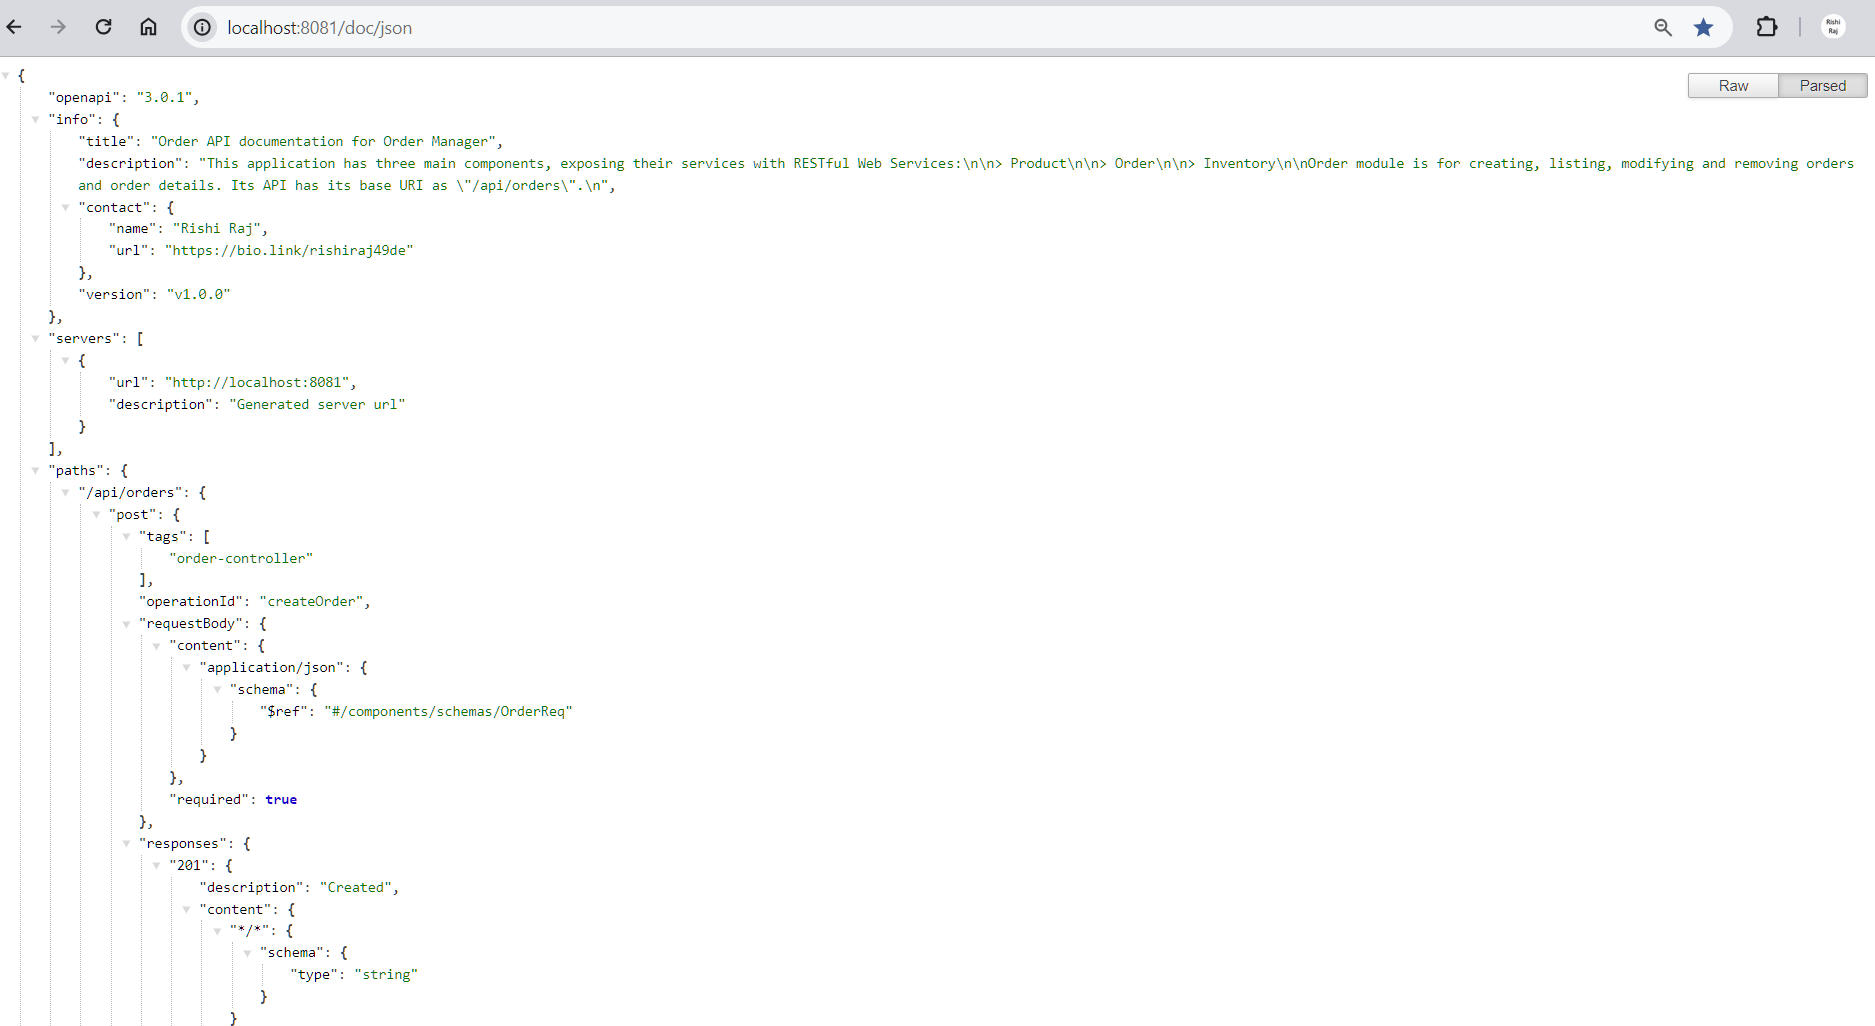 localhost:8081/doc/json
Rishi
Raj
Raw Parsed
{
"openapi": "3.0.1",
"info": {
"title": "Order API documentation for Order Manager",
"description": "This application has three main components, exposing their services with RESTful Web Services:\n\n> Product\n\n> Order\n\n> Inventory\n\nOrder module is for creating, listing, modifying and removing orders
and order details. Its API has its base URI as \"/api/orders\".\n",
"contact": {
"name": "Rishi Raj",
"url": "https://bio.link/rishiraj49de"
},
"version": "v1.0.0"
},
"servers": [
{
"url": "http://localhost:8081",
"description": "Generated server url"
}
],
"paths": {
"/api/orders": {
"post": {
"tags": [
"order-controller"
],
"operationId": "createOrder",
"requestBody": {
"content": {
"application/json": {
"schema": {
"$ref": "#/components/schemas/OrderReq"
}
}
},
"required": true
},
"responses": {
"201": {
"description": "Created",
"content": {
"*/*": {
"schema": {
"type": "string"
}
}